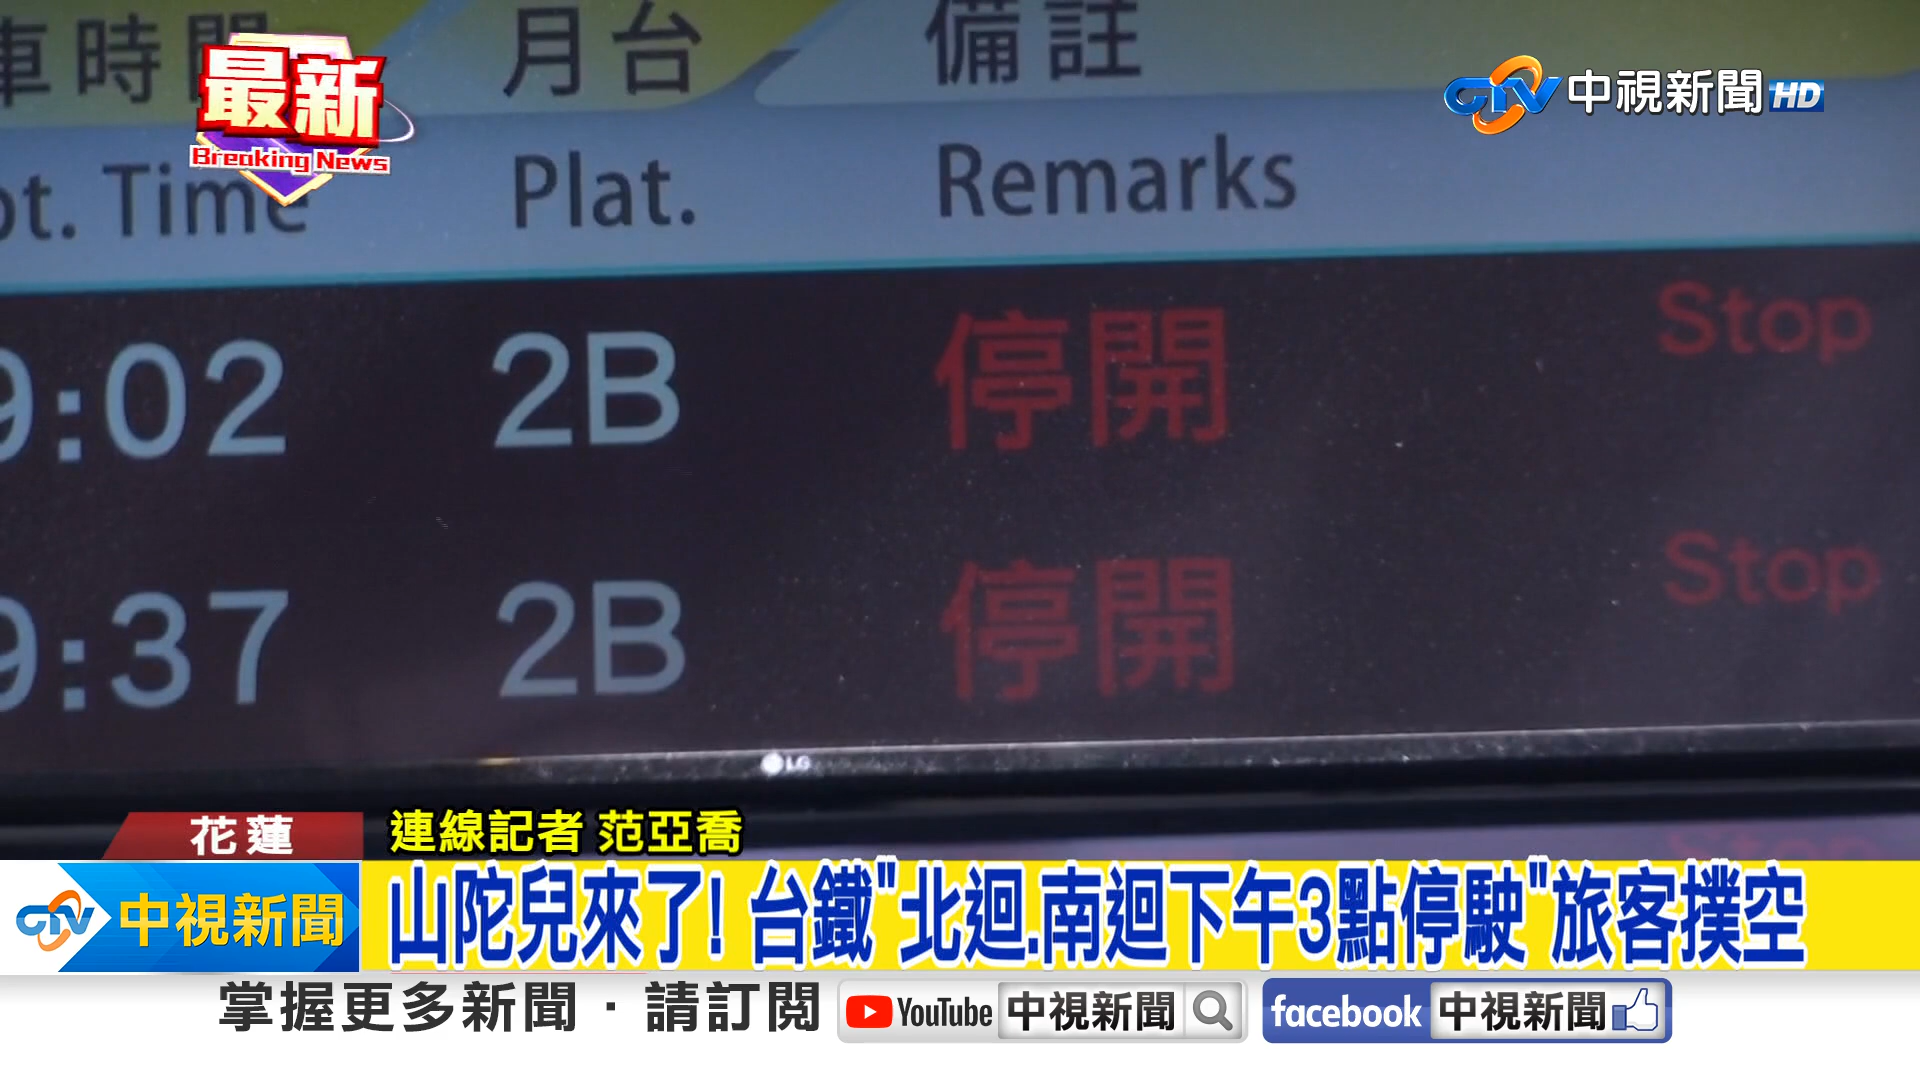 車時間 月台 備註
最新
Breaking News
CTV 中視新聞 HD
pt. Time Plat. Remarks
9:02 2B 停開 Stop
9:37 2B 停開 Stop
LG
Stop
花蓮 連線記者 范亞喬
CTV 中視新聞 山陀兒來了! 台鐵"北迴.南迴下午3點停駛"旅客撲空
掌握更多新聞・請訂閱 YouTube 中視新聞 facebook 中視新聞